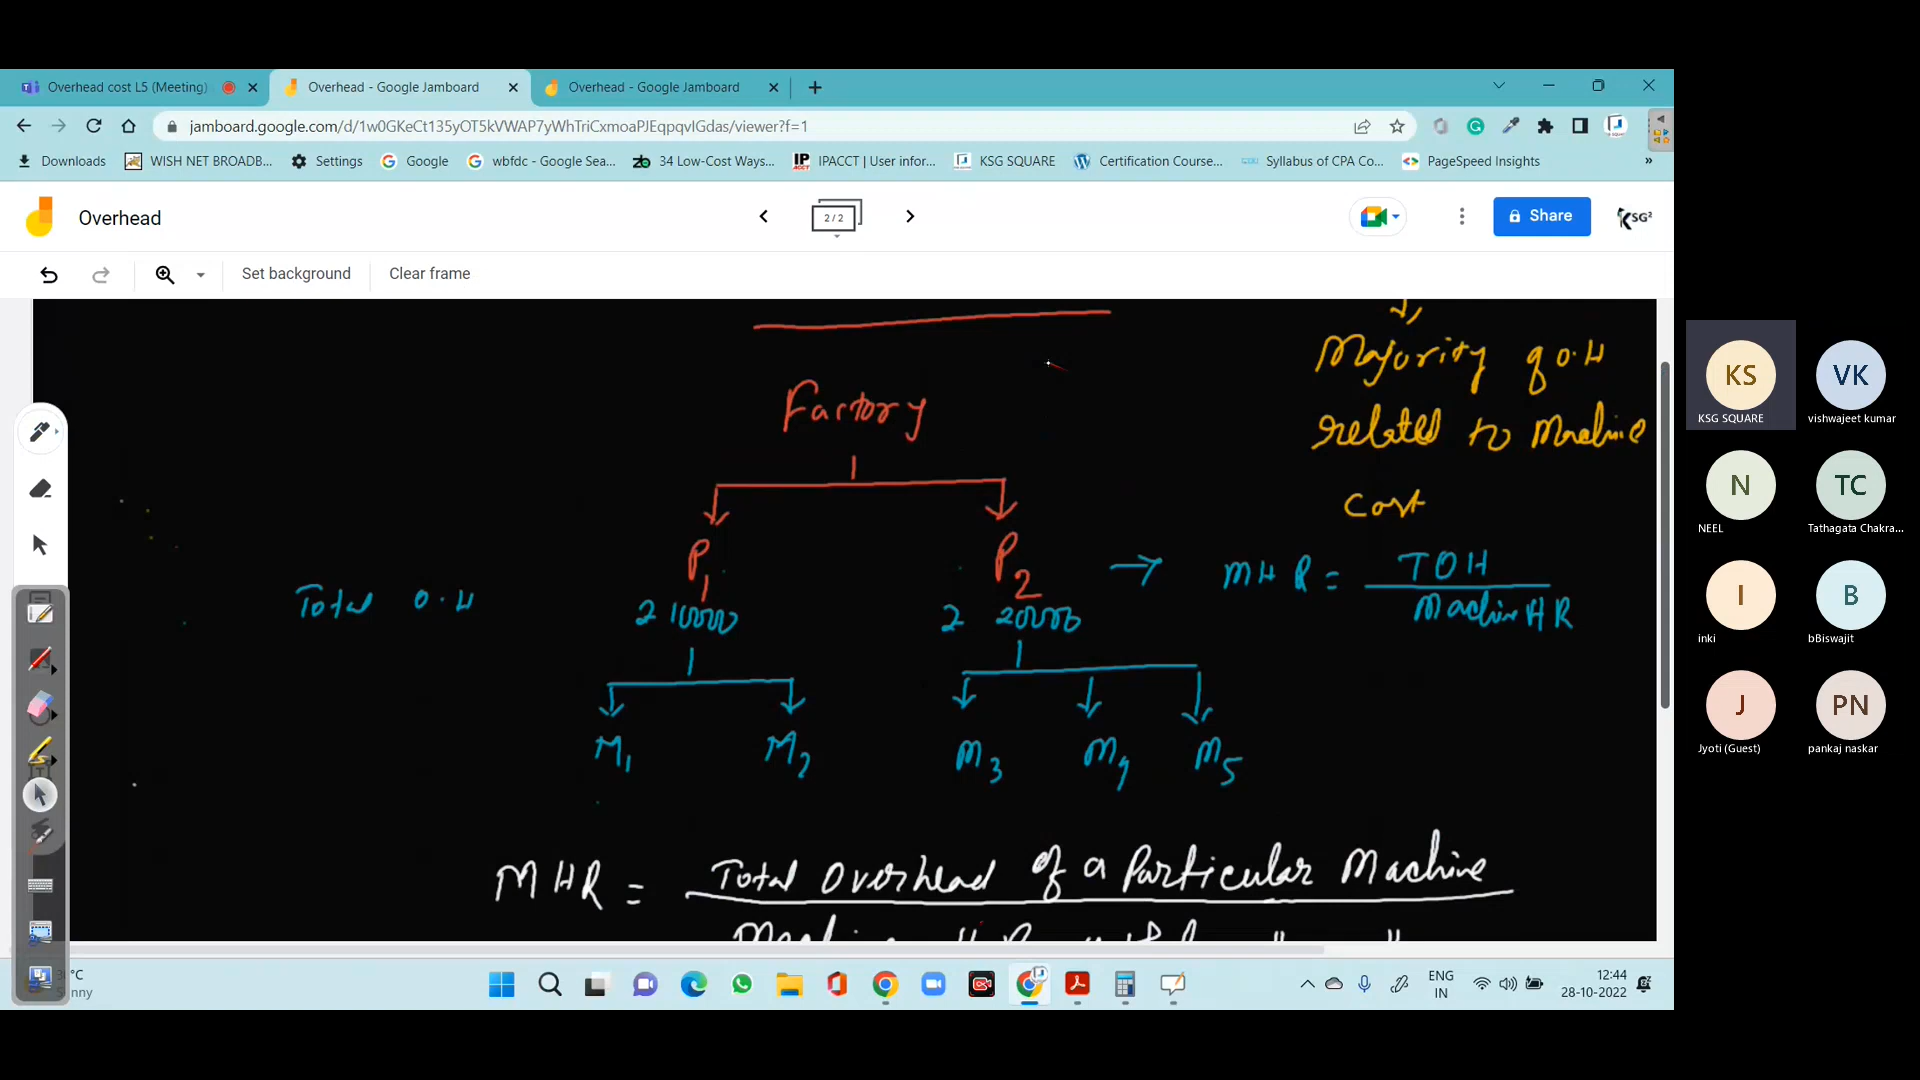 Overhead cost L5 (Meeting)
Overhead - Google Jamboard
Overhead - Google Jamboard
jamboard.google.com/d/1w0GKeCt135yOT5kVWAP7yWhTriCxmoaPJEqpqvIGdas/viewer?f=1
Downloads
WISH NET BROADB...
Settings
Google
wbfdc - Google Sea...
34 Low-Cost Ways...
IPACCT | User infor...
KSG SQUARE
Certification Course...
Syllabus of CPA Co...
PageSpeed Insights
»
Overhead
2 / 2
Share
KSG²
Set background
Clear frame
Majority of O.H
related to Machine
Cost
Factory
P1 P2
Total O.H
2 10000
2 20000
→ MHR = TOH
Machine HR
M1 M2 M3 M4 M5
MHR = Total Overhead of a Particular Machine
KS
KSG SQUARE
VK
vishwajeet kumar
N
NEEL
TC
Tathagata Chakra...
I
inki
B
bBiswajit
J
Jyoti (Guest)
PN
pankaj naskar
ENG
IN
12:44
28-10-2022